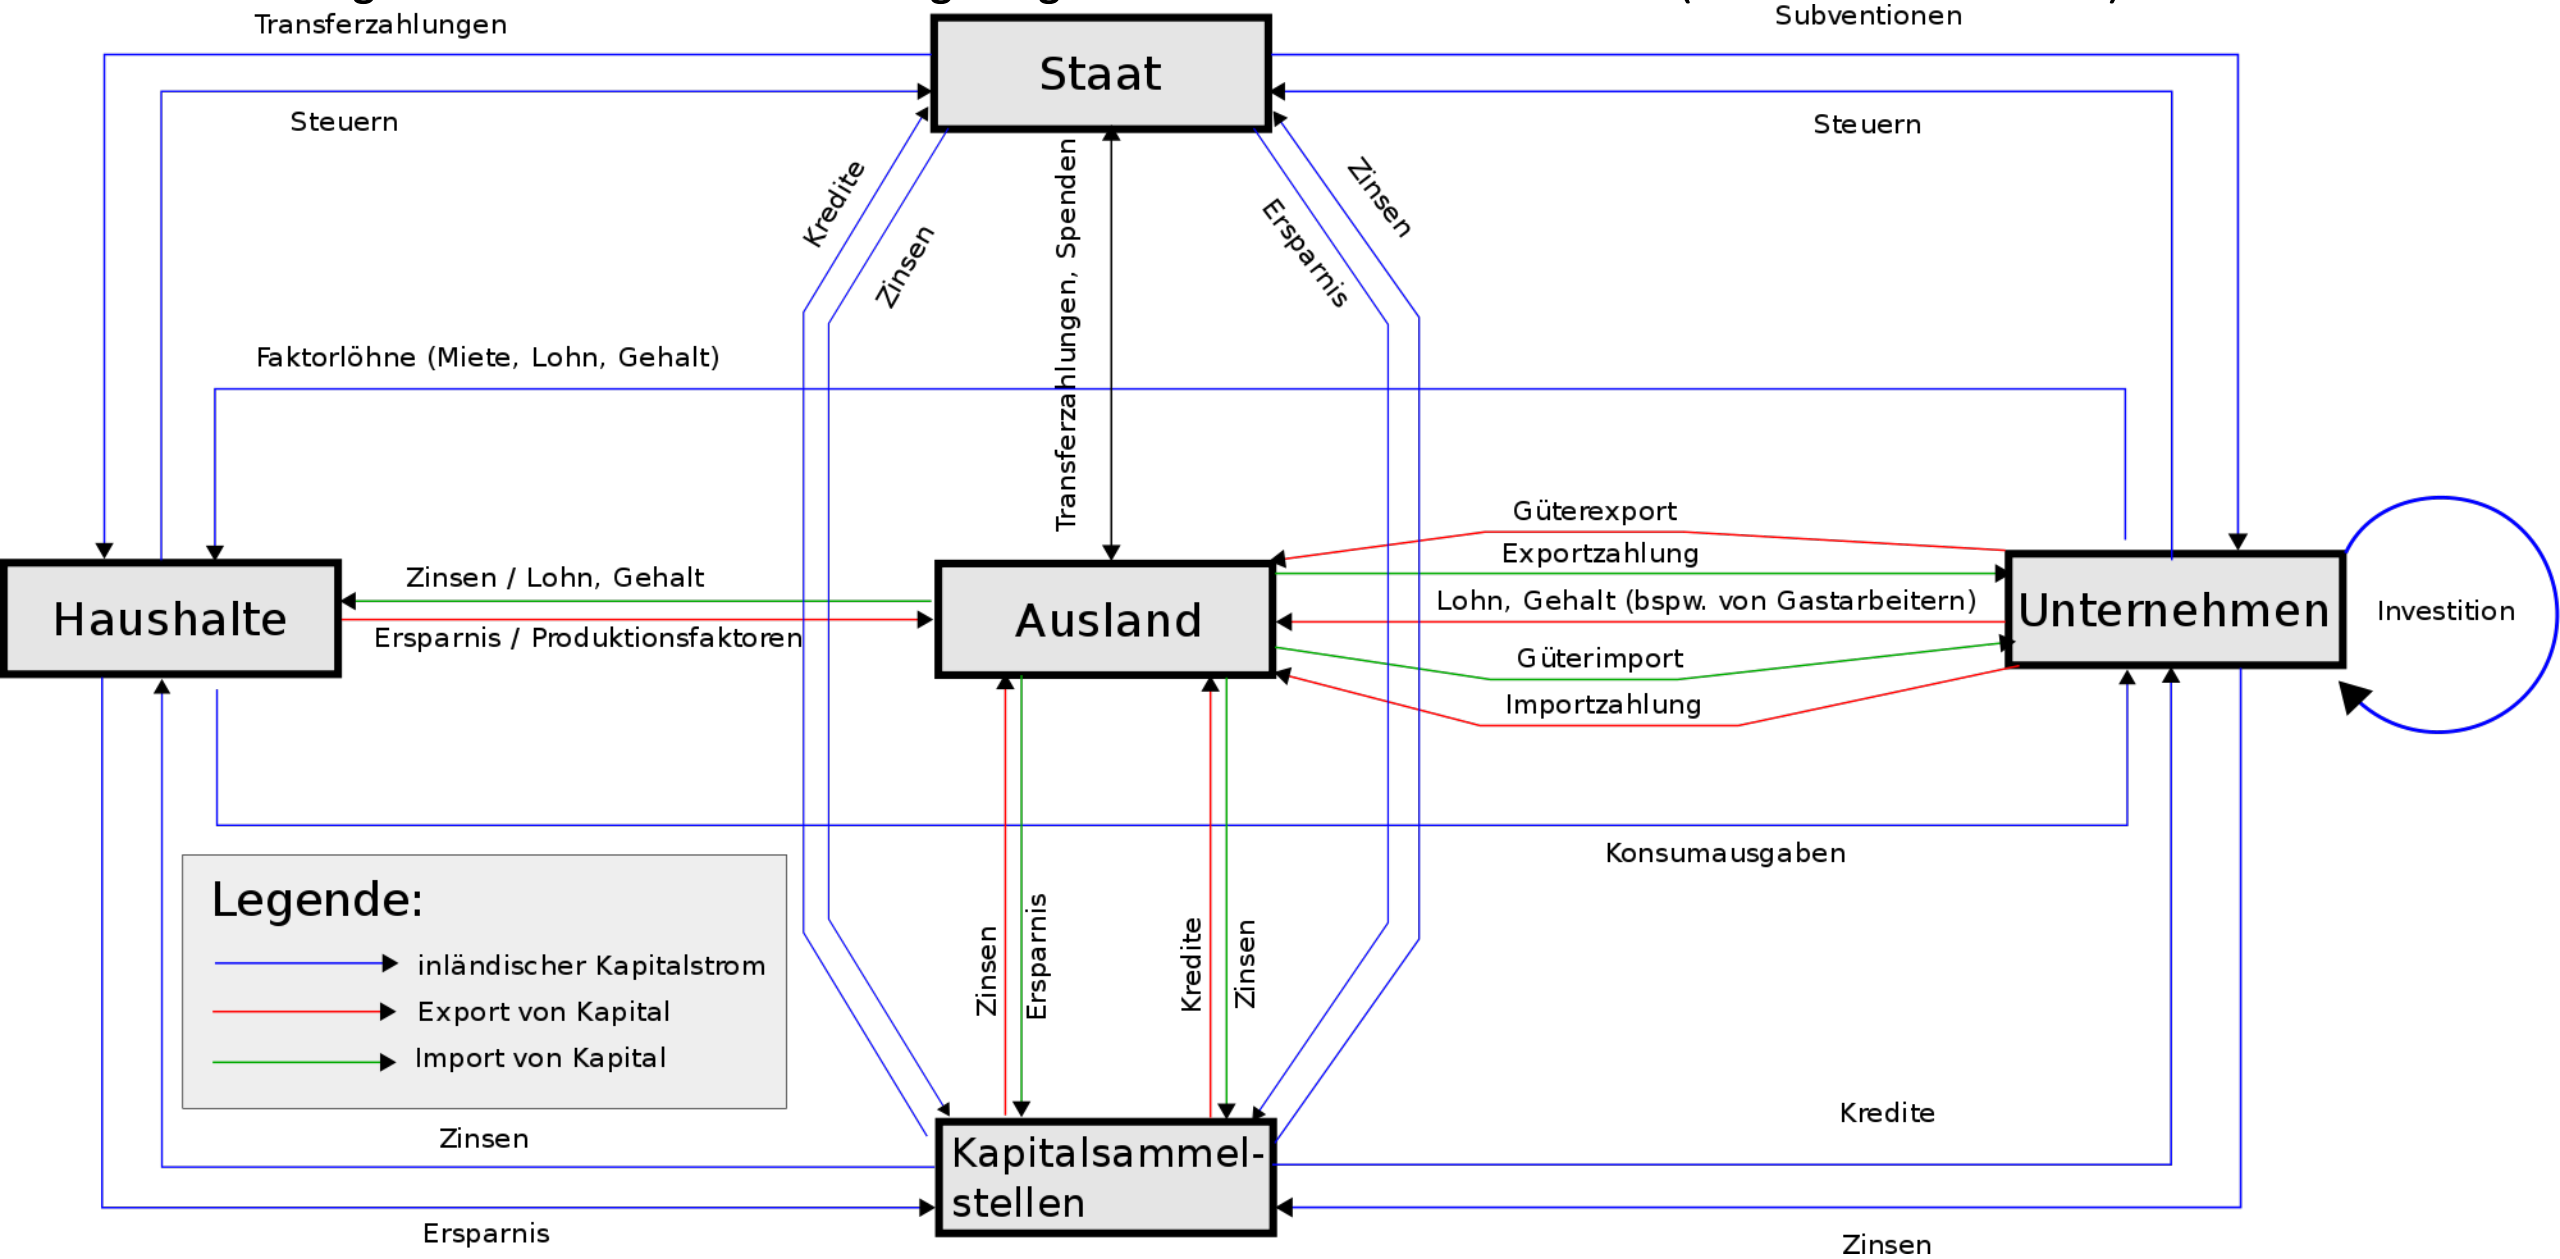 Transferzahlungen
Subventionen
Staat
Steuern
Steuern
Kredite
Zinsen
Transferzahlungen, Spenden
Ersparnis
Zinsen
Faktorlöhne (Miete, Lohn, Gehalt)
Güterexport
Exportzahlung
Zinsen / Lohn, Gehalt
Lohn, Gehalt (bspw. von Gastarbeitern)
Haushalte
Ausland
Unternehmen
Investition
Ersparnis / Produktionsfaktoren
Güterimport
Importzahlung
Konsumausgaben
Legende:
inländischer Kapitalstrom
Export von Kapital
Import von Kapital
Zinsen
Ersparnis
Kredite
Zinsen
Kredite
Zinsen
Kapitalsammel-
stellen
Ersparnis
Zinsen